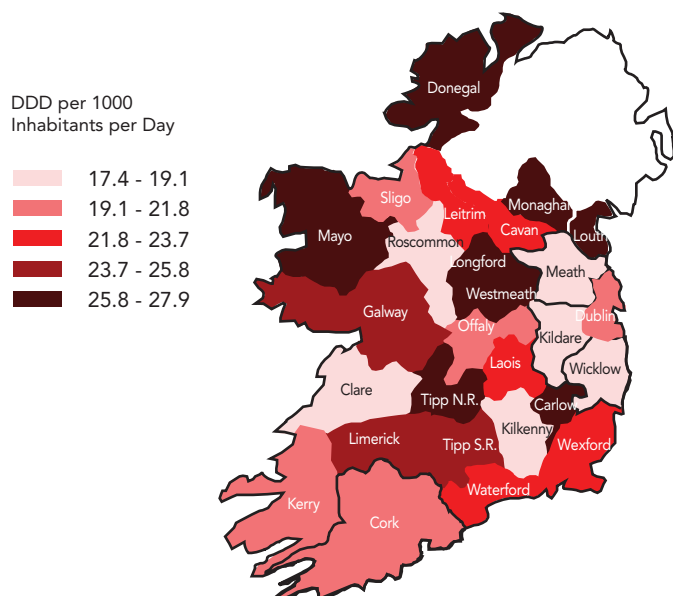 DDD per 1000
Inhabitants per Day
17.4 - 19.1
19.1 - 21.8
21.8 - 23.7
23.7 - 25.8
25.8 - 27.9
Donegal
Sligo
Leitrim
Monaghan
Cavan
Louth
Mayo
Roscommon
Longford
Meath
Westmeath
Galway
Offaly
Dublin
Kildare
Laois
Wicklow
Clare
Tipp N.R.
Carlow
Kilkenny
Limerick
Tipp S.R.
Wexford
Waterford
Kerry
Cork